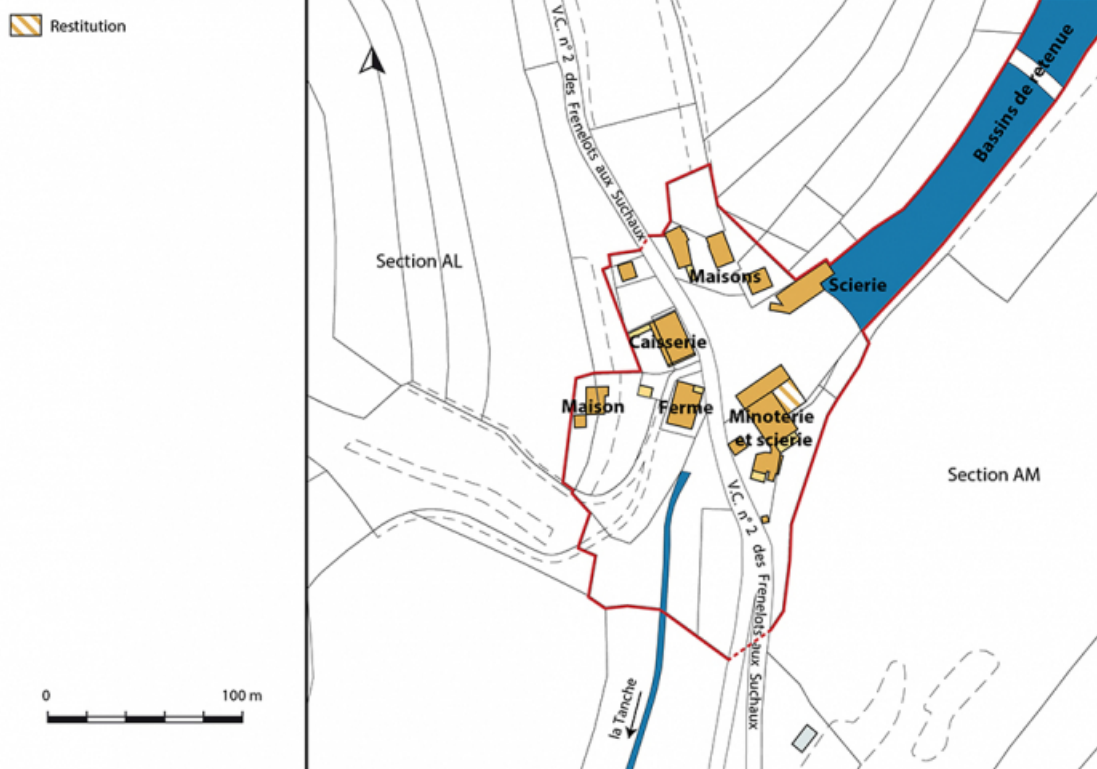 Restitution
V.C. n° 2 des Frenelots aux Suchaux
Bassins de retenue
Section AL
Maisons
Scierie
Caisserie
Maison
Ferme
Minoterie
et scierie
Section AM
V.C. n° 2 des Frenelots aux Suchaux
la Tanche
0 100 m